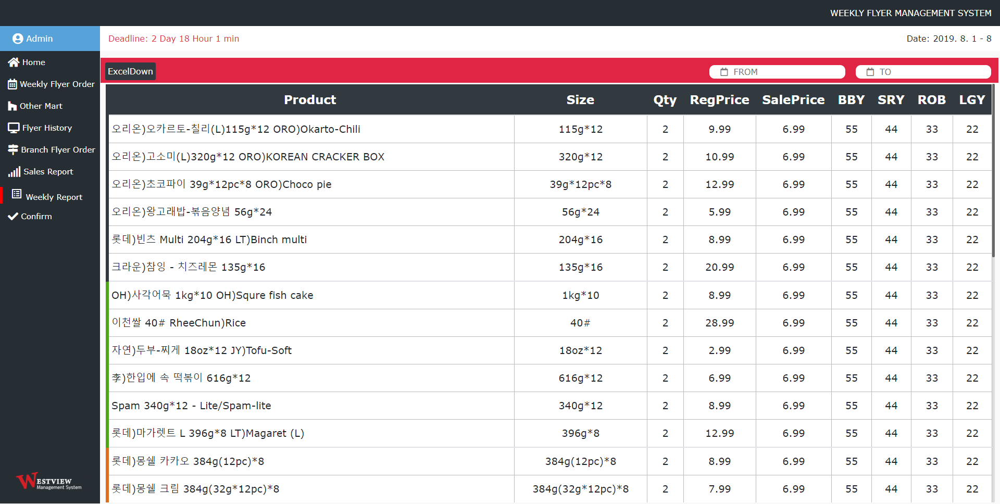 WEEKLY FLYER MANAGEMENT SYSTEM
Admin
Deadline: 2 Day 18 Hour 1 min
Date: 2019. 8. 1 - 8
Home
Weekly Flyer Order
Other Mart
Flyer History
Branch Flyer Order
Sales Report
Weekly Report
Confirm
WESTVIEW
Management System
ExcelDown
FROM
TO
Product Size Qty RegPrice SalePrice BBY SRY ROB LGY
오리온)오카르토-칠리(L)115g*12 ORO)Okarto-Chili 115g*12 2 9.99 6.99 55 44 33 22
오리온)고소미(L)320g*12 ORO)KOREAN CRACKER BOX 320g*12 2 10.99 6.99 55 44 33 22
오리온)초코파이 39g*12pc*8 ORO)Choco pie 39g*12pc*8 2 12.99 6.99 55 44 33 22
오리온)왕고래밥-볶음양념 56g*24 56g*24 2 5.99 6.99 55 44 33 22
롯데)빈츠 Multi 204g*16 LT)Binch multi 204g*16 2 8.99 6.99 55 44 33 22
크라운)참잉 - 치즈레몬 135g*16 135g*16 2 20.99 6.99 55 44 33 22
OH)사각어묵 1kg*10 OH)Squre fish cake 1kg*10 2 8.99 6.99 55 44 33 22
이천쌀 40# RheeChun)Rice 40# 2 28.99 6.99 55 44 33 22
자연)두부-찌게 18oz*12 JY)Tofu-Soft 18oz*12 2 2.99 6.99 55 44 33 22
李)한입에 속 떡볶이 616g*12 616g*12 2 6.99 6.99 55 44 33 22
Spam 340g*12 - Lite/Spam-lite 340g*12 2 8.99 6.99 55 44 33 22
롯데)마가렛트 L 396g*8 LT)Magaret (L) 396g*8 2 12.99 6.99 55 44 33 22
롯데)몽쉘 카카오 384g(12pc)*8 384g(12pc)*8 2 8.99 6.99 55 44 33 22
롯데)몽쉘 크림 384g(32g*12pc)*8 384g(32g*12pc)*8 2 7.99 6.99 55 44 33 22